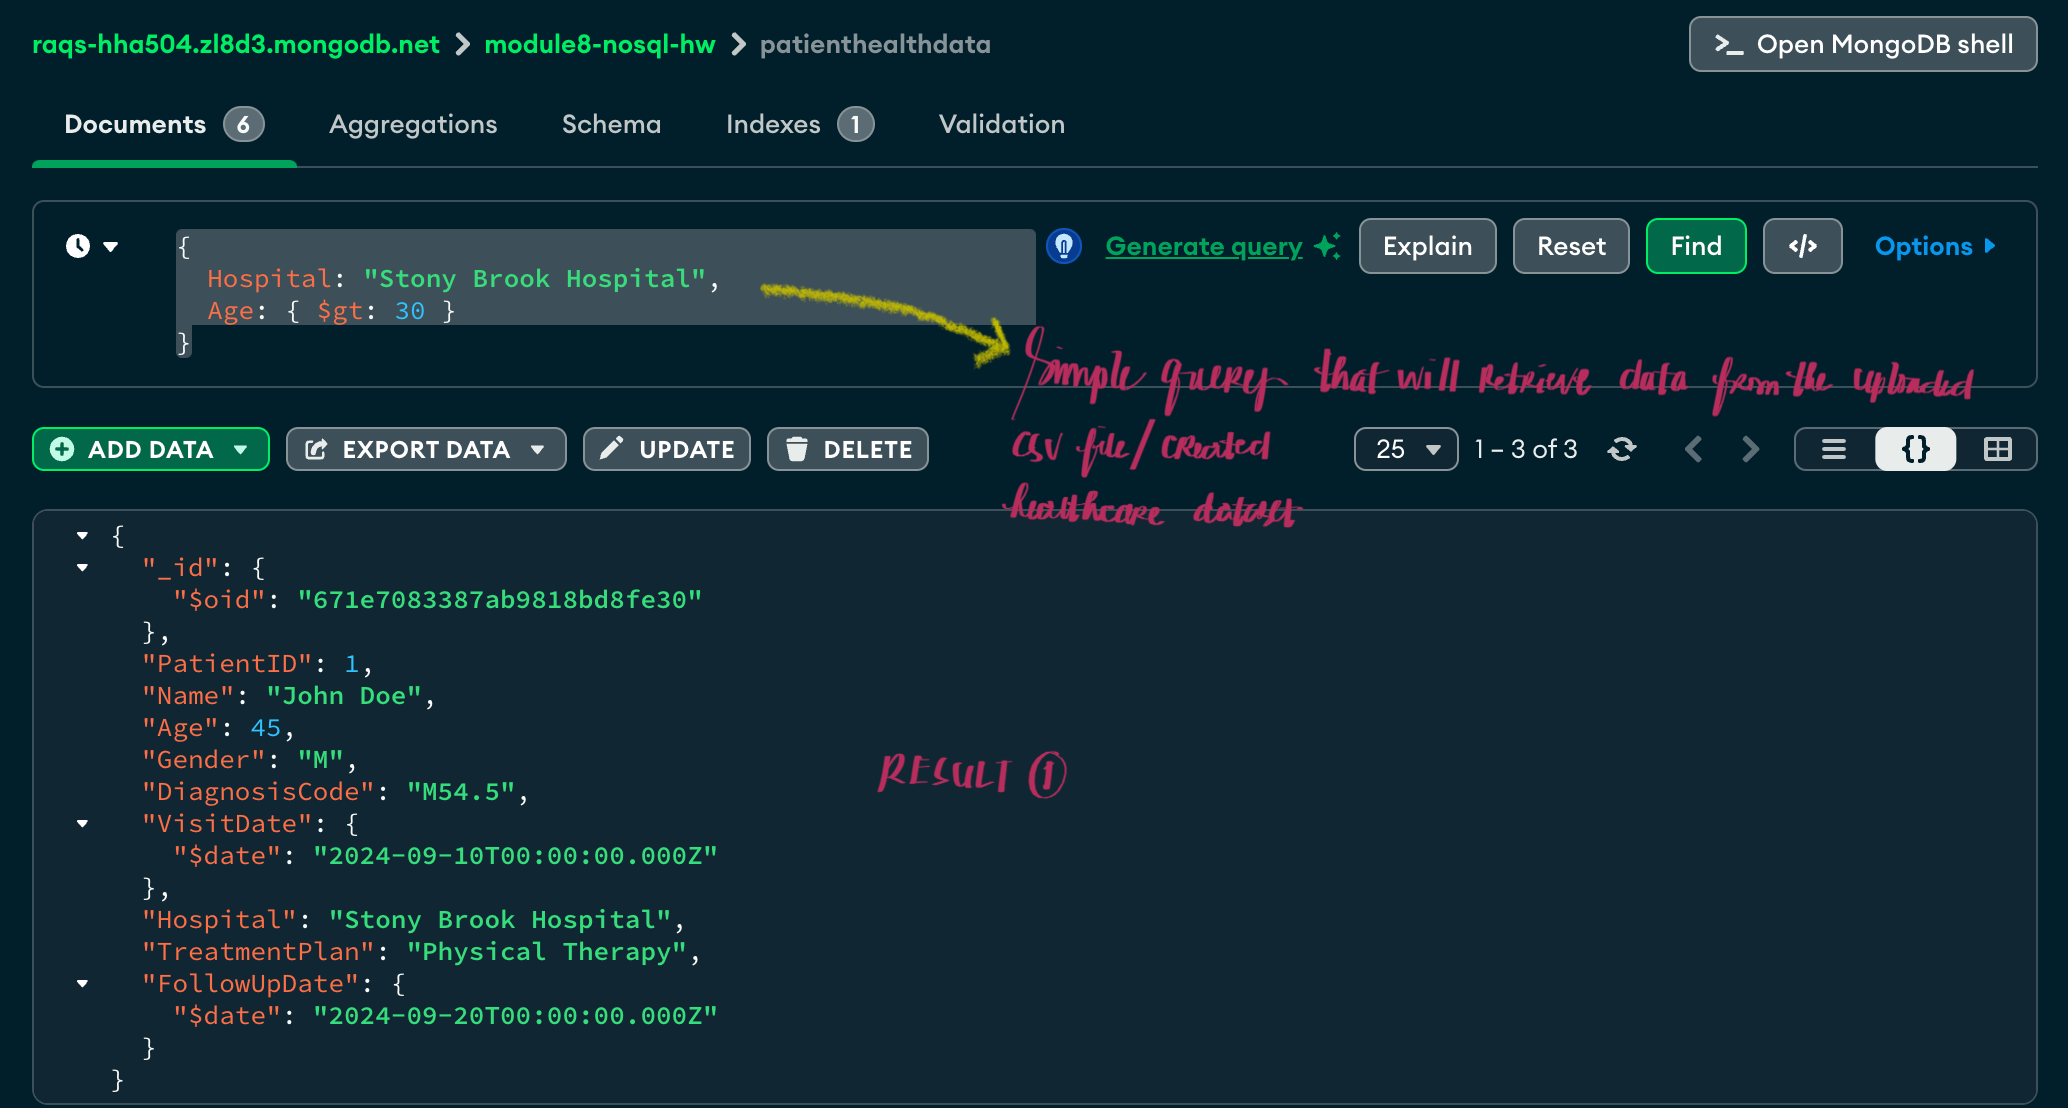 raqs-hha504.zl8d3.mongodb.net > module8-nosql-hw > patienthealthdata
>_ Open MongoDB shell
Documents 6 Aggregations Schema Indexes 1 Validation
{
Hospital: "Stony Brook Hospital",
Age: { $gt: 30 }
}
Generate query Explain Reset Find </> Options
Simple query that will retrieve data from the uploaded
CSV file/created
healthcare dataset
ADD DATA EXPORT DATA UPDATE DELETE
25 1 – 3 of 3 {}
{
"_id": {
"$oid": "671e7083387ab9818bd8fe30"
},
"PatientID": 1,
"Name": "John Doe",
"Age": 45,
"Gender": "M",
"DiagnosisCode": "M54.5",
"VisitDate": {
"$date": "2024-09-10T00:00:00.000Z"
},
"Hospital": "Stony Brook Hospital",
"TreatmentPlan": "Physical Therapy",
"FollowUpDate": {
"$date": "2024-09-20T00:00:00.000Z"
}
}
RESULT ①